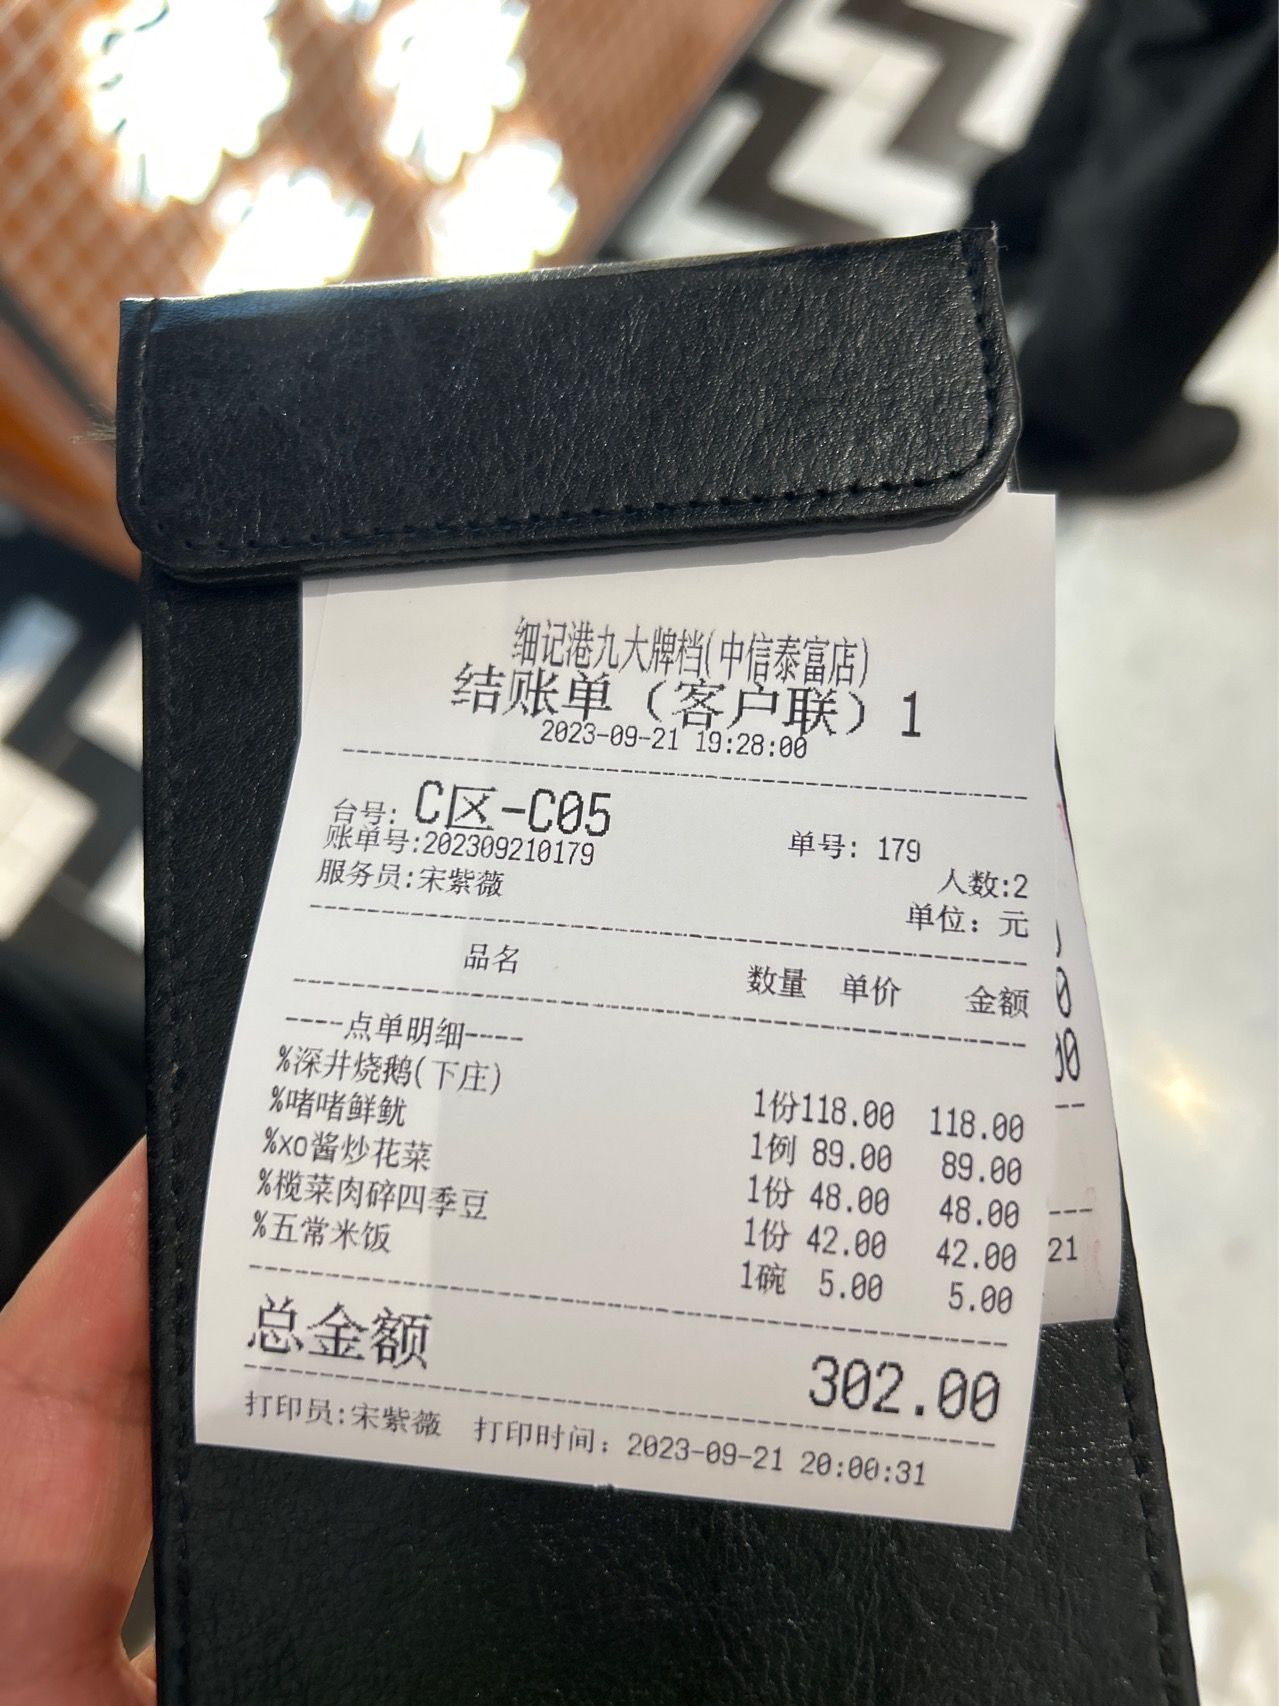 细记港九大牌档(中信泰富店)
结账单（客户联）1
2023-09-21 19:28:00
台号: C区-C05 单号: 179
账单号:202309210179 人数:2
服务员:宋紫薇 单位: 元
品名 数量 单价 金额
----点单明细----
%深井烧鹅(下庄) 1份118.00 118.00
%啫啫鲜鱿 1例 89.00 89.00
%xo酱炒花菜 1份 48.00 48.00
%榄菜肉碎四季豆 1份 42.00 42.00
%五常米饭 1碗 5.00 5.00
总金额 302.00
打印员:宋紫薇 打印时间: 2023-09-21 20:00:31
21